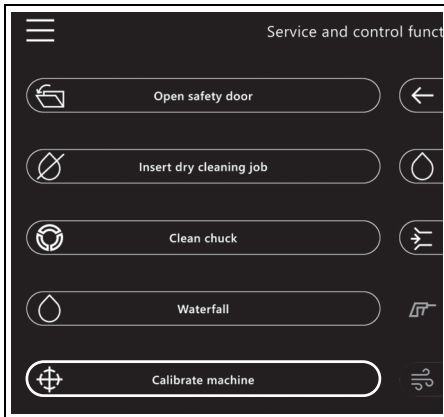 Service and control funct
Open safety door
Insert dry cleaning job
Clean chuck
Waterfall
Calibrate machine